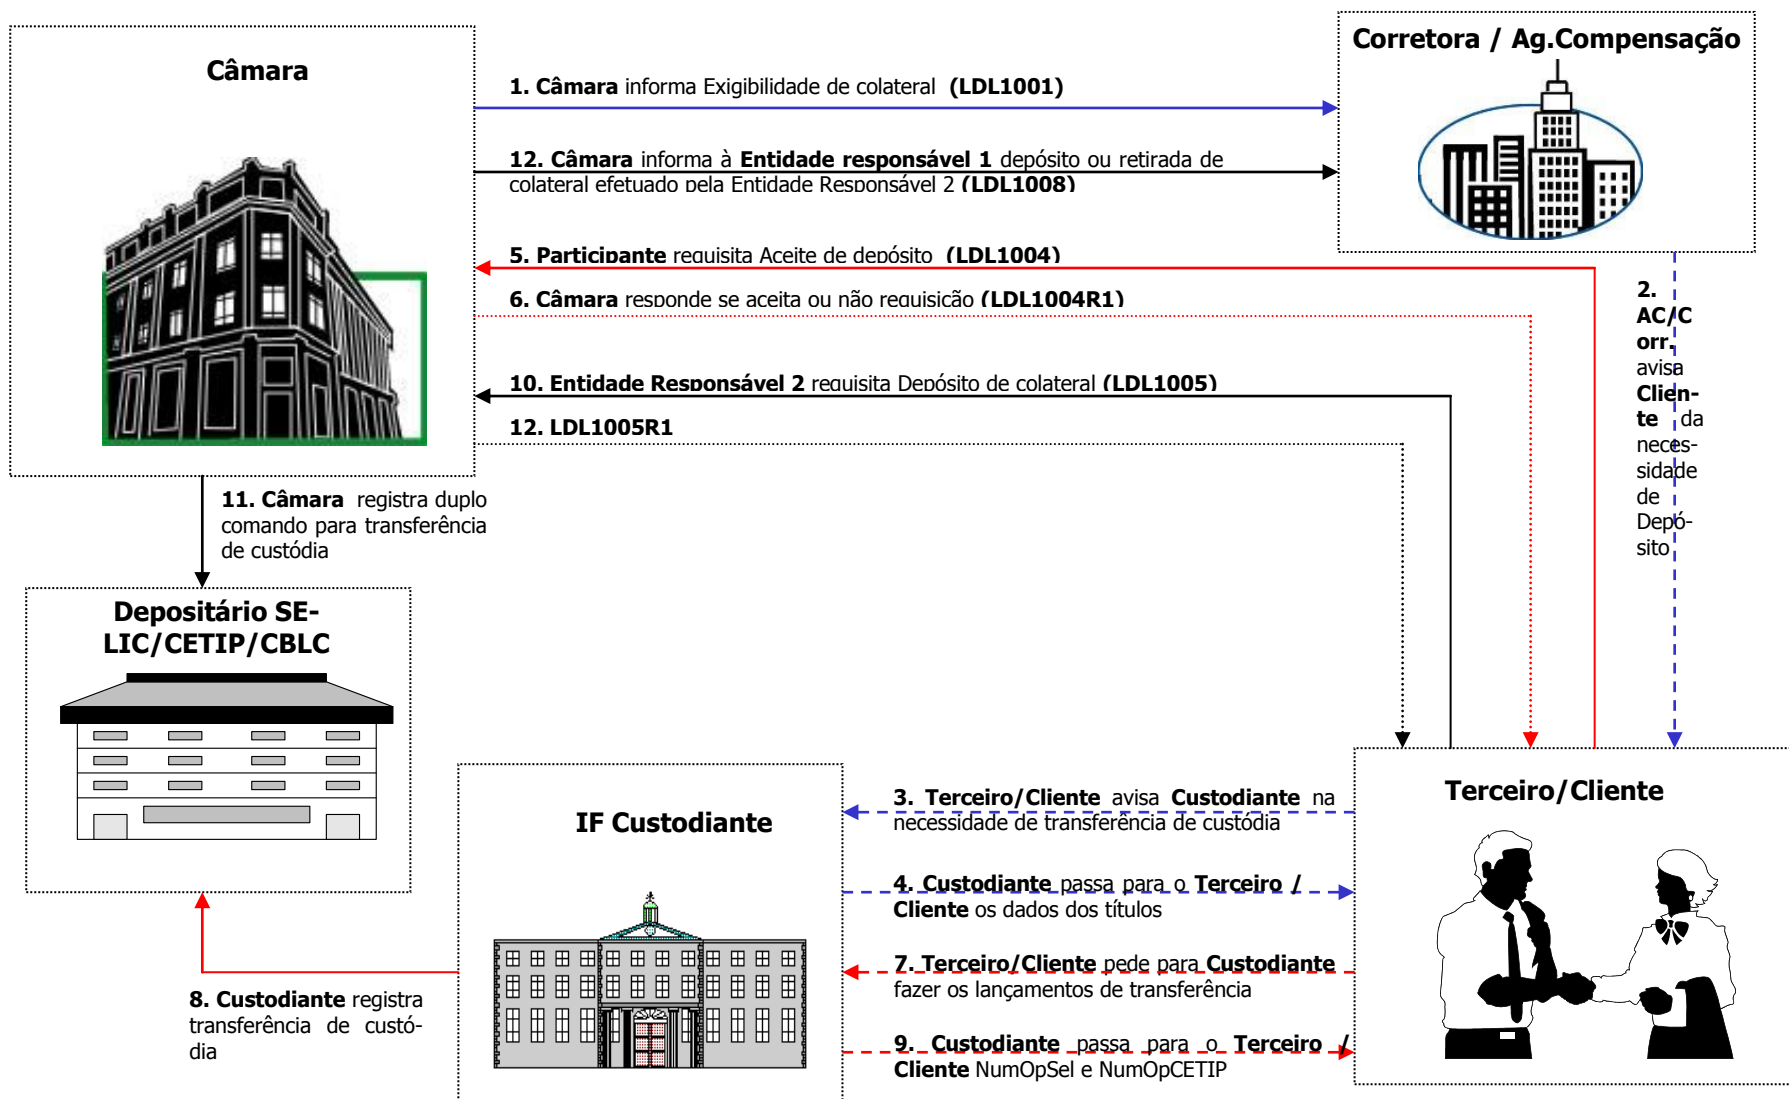 Câmara
Corretora / Ag.Compensação
1. Câmara informa Exigibilidade de colateral (LDL1001)
12. Câmara informa à Entidade responsável 1 depósito ou retirada de
colateral efetuado pela Entidade Responsável 2 (LDL1008)
5. Participante requisita Aceite de depósito (LDL1004)
6. Câmara responde se aceita ou não requisição (LDL1004R1)
10. Entidade Responsável 2 requisita Depósito de colateral (LDL1005)
12. LDL1005R1
2.
AC/C
orr.
avisa
Clien-
te da
neces-
sidade
de
Depó-
sito
11. Câmara registra duplo
comando para transferência
de custódia
Depositário SE-
LIC/CETIP/CBLC
IF Custodiante
Terceiro/Cliente
3. Terceiro/Cliente avisa Custodiante na
necessidade de transferência de custódia
4. Custodiante passa para o Terceiro /
Cliente os dados dos títulos
7. Terceiro/Cliente pede para Custodiante
fazer os lançamentos de transferência
8. Custodiante registra
transferência de custó-
dia
9. Custodiante passa para o Terceiro /
Cliente NumOpSel e NumOpCETIP